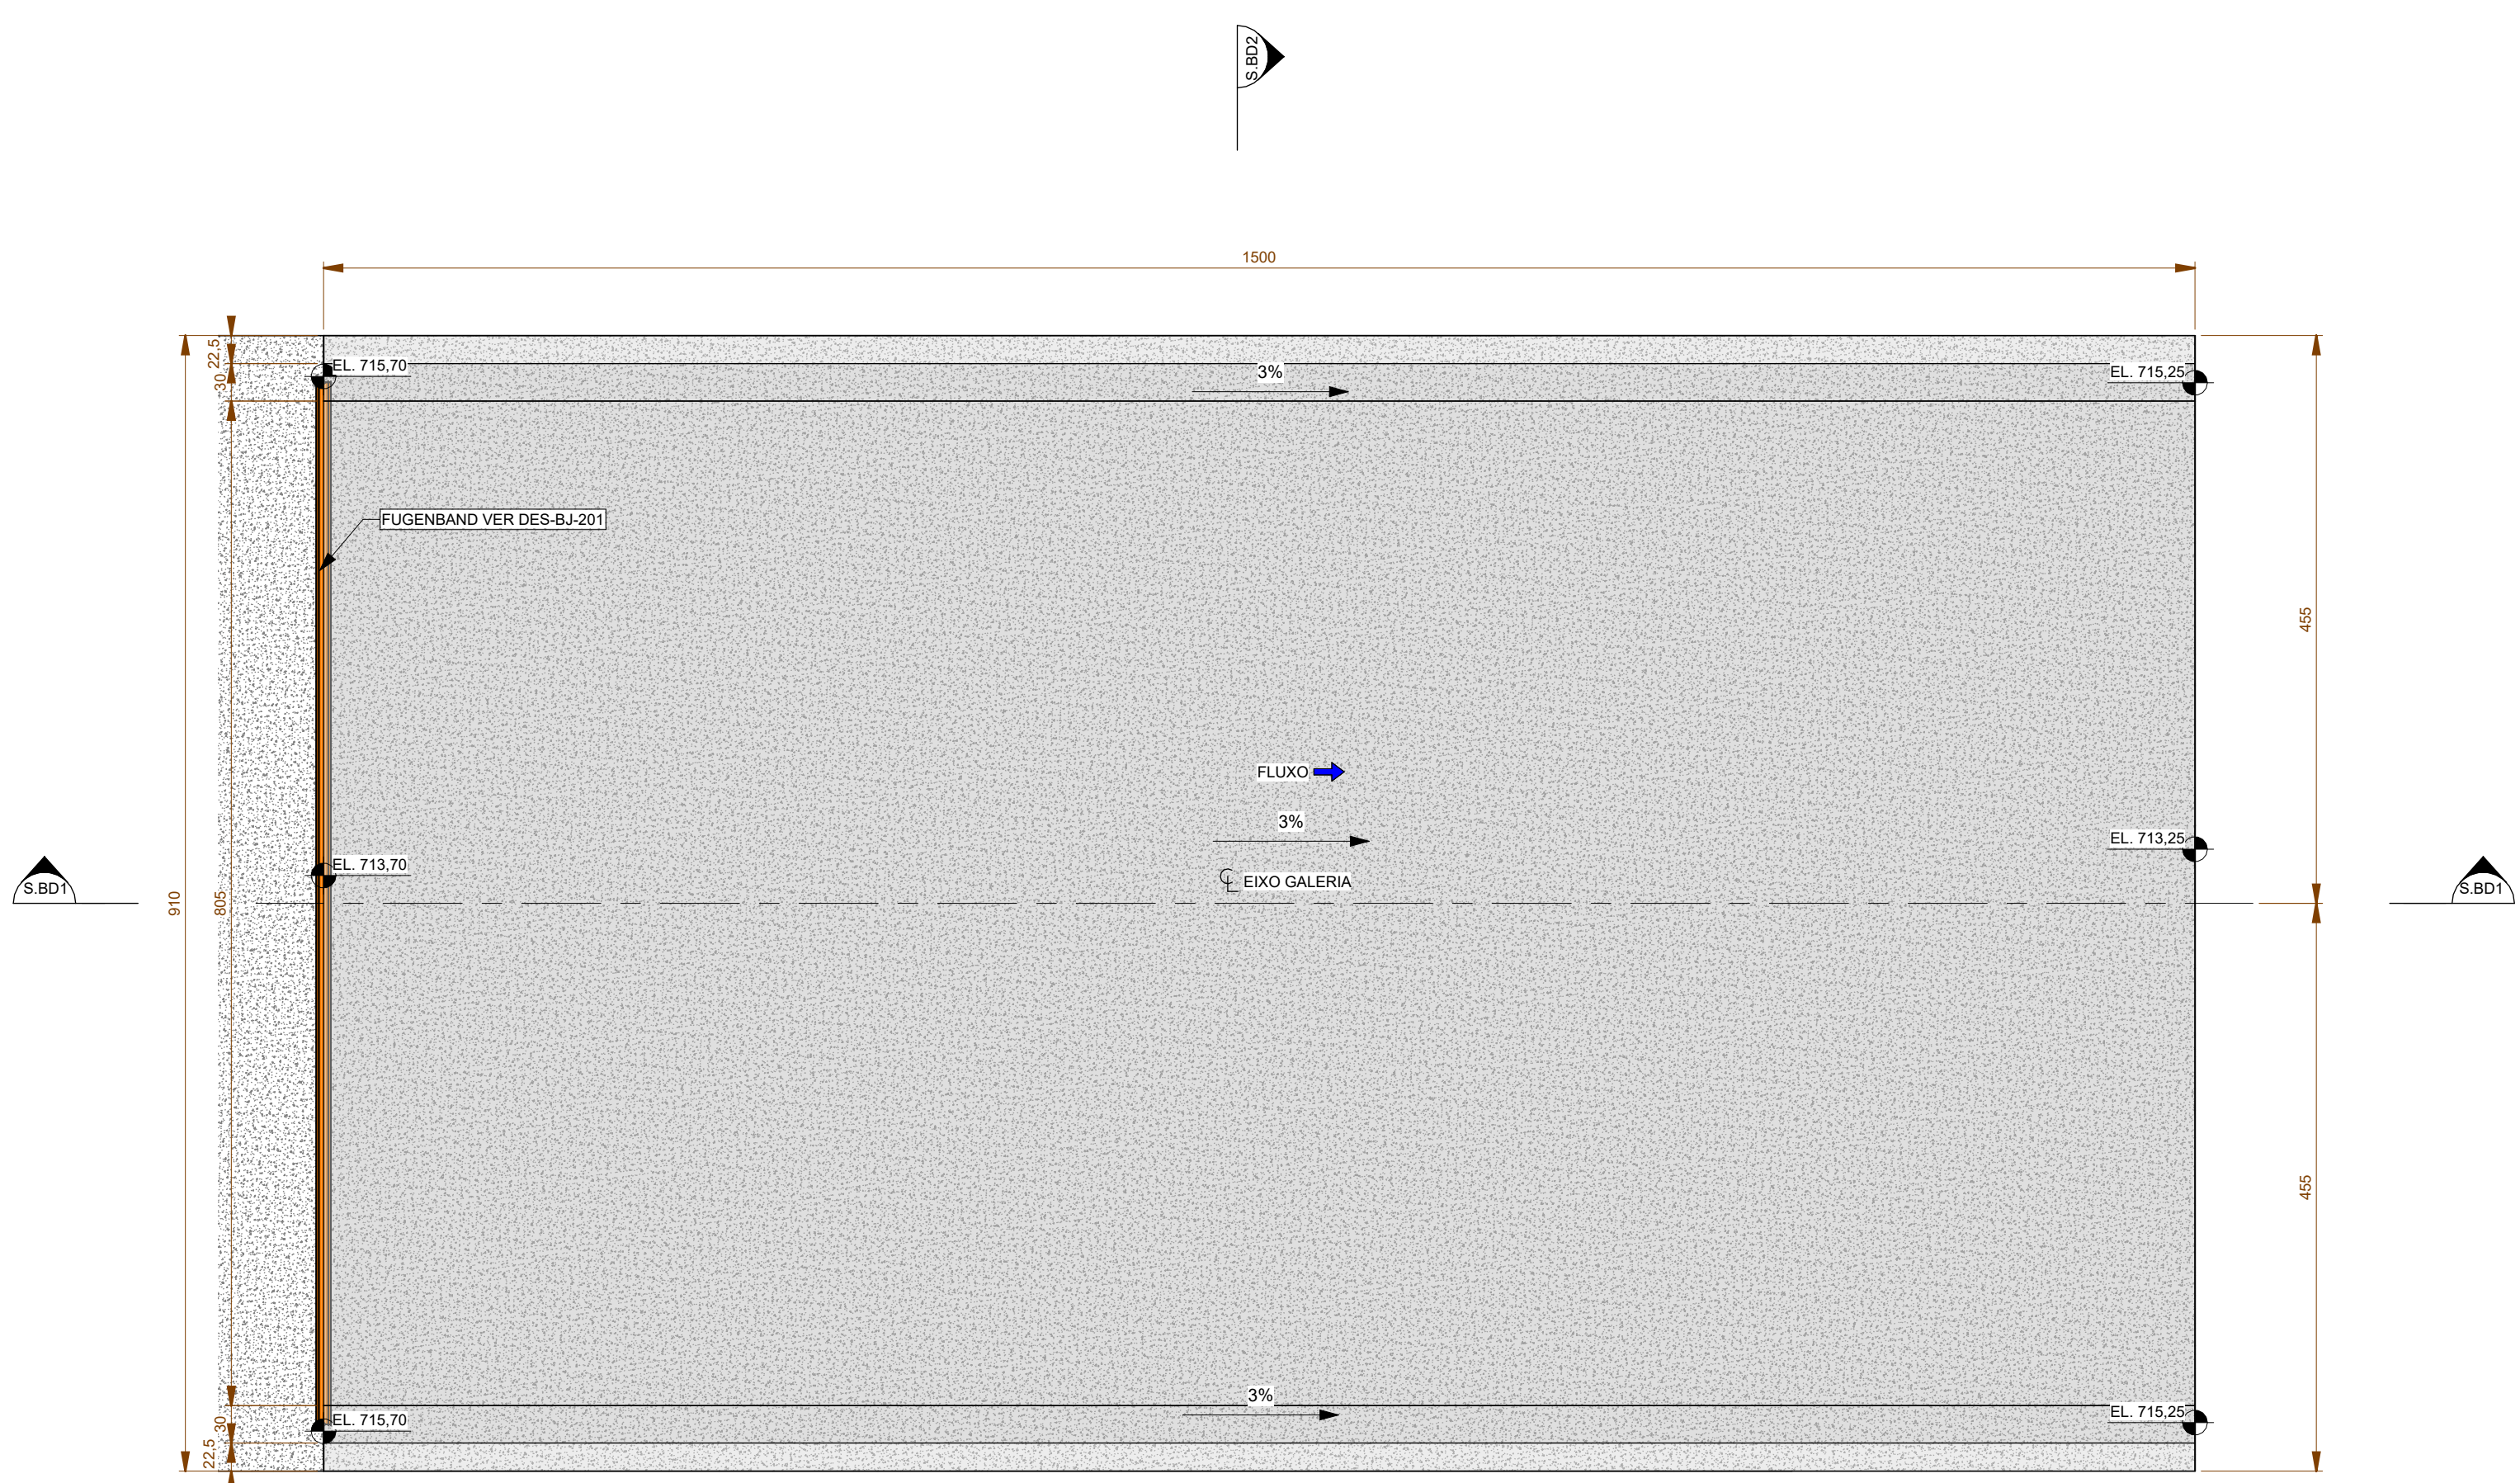 S.BD2
1500
22,5
EL. 715,70
3%
EL. 715,25
30
FUGENBAND VER DES-BJ-201
455
FLUXO
3%
EL. 713,25
EL. 713,70
℄ EIXO GALERIA
S.BD1
S.BD1
910
805
455
3%
EL. 715,70
EL. 715,25
30
22,5